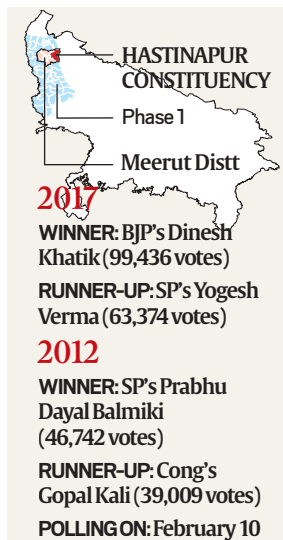 HASTINAPUR
CONSTITUENCY
Phase 1
Meerut Distt
2017
WINNER: BJP's Dinesh
Khatik (99,436 votes)
RUNNER-UP: SP's Yogesh
Verma (63,374 votes)
2012
WINNER: SP's Prabhu
Dayal Balmiki
(46,742 votes)
RUNNER-UP: Cong's
Gopal Kali (39,009 votes)
POLLING ON: February 10